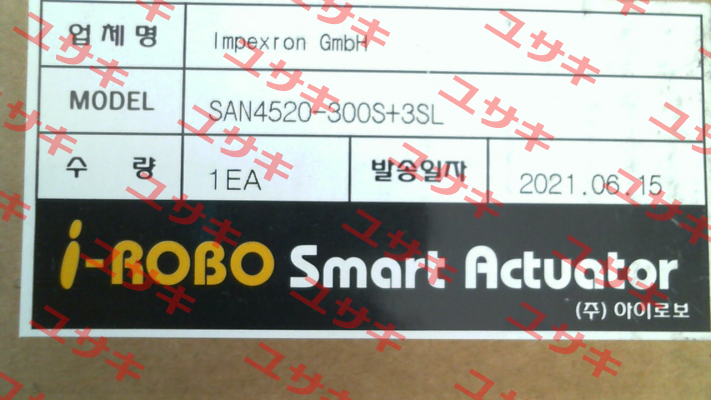 업체명 Impexron GmbH
MODEL SAN4520-300S+3SL
수 량 1EA 발송일자 2021.06.15
i-ROBO Smart Actuator
(주) 아이로보
ユサキ